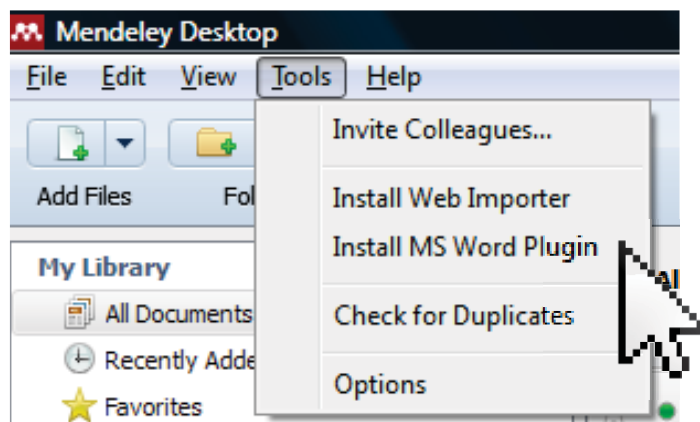 Mendeley Desktop
File Edit View Tools Help
Invite Colleagues...
Add Files
Install Web Importer
Install MS Word Plugin
My Library
All Documents
Check for Duplicates
Recently
Options
Favorites